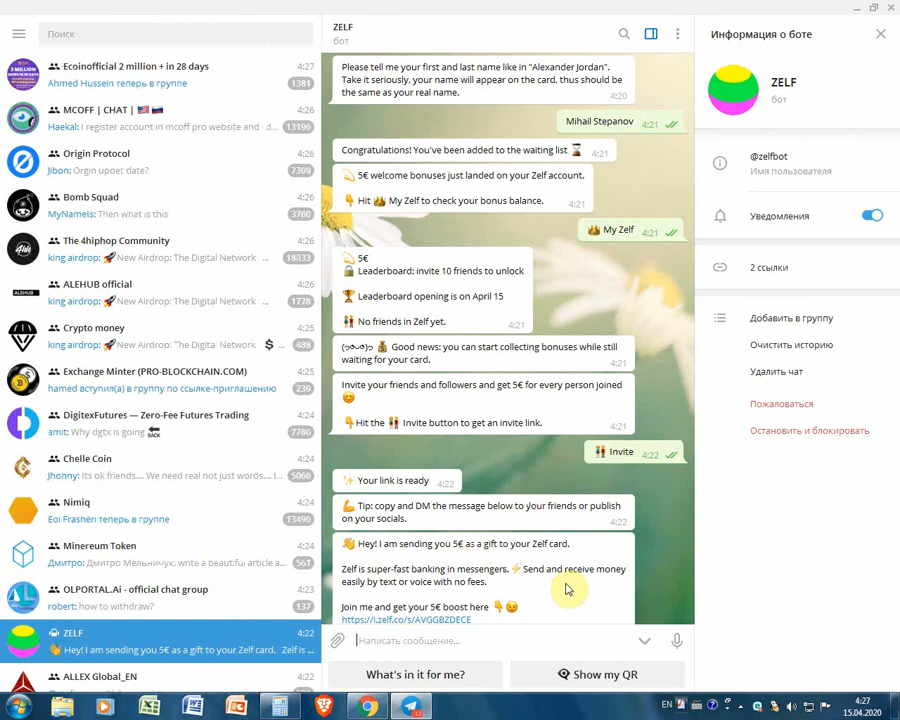 Поиск
Ecoinofficial 2 million + in 28 days
4:27
Ahmed Hussein теперь в группе
1381
MCOFF | CHAT |
4:26
Haekal: I register account in mcoff pro website and · d...
13196
Origin Protocol
4:26
Jibon: Orgin updet date?
7309
Bomb Squad
4:26
MyNameIs: Then what is this
3760
The 4hiphop Community
4:26
king airdrop: New Airdrop: The Digital Network ...
18033
ALEHUB official
4:26
king airdrop: New Airdrop: The Digital Network ...
1778
Crypto money
4:25
king airdrop: New Airdrop: The Digital Network ...
488
Exchange Minter (PRO-BLOCKCHAIN.COM)
4:25
hamed вступил(а) в группу по ссылке-приглашению
239
DigitexFutures — Zero-Fee Futures Trading
4:25
amit: Why dgtx is going BACK
7780
Chelle Coin
4:24
Jhonny: Its ok friends.... We need real not just words... I...
5066
Nimiq
4:24
Edi Frashëri теперь в группе
13490
Minereum Token
4:24
Дмитро: Дмитро Мельничук: write a beautiful article a...
561
OLPORTAL.Ai - official chat group
4:24
robert: how to withdraw?
137
ZELF
4:22
Hey! I am sending you 5€ as a gift to your Zelf card. Zelf is ...
ALLEX Global_EN
4:24
ZELF
бот
Please tell me your first and last name like in "Alexander Jordan".
Take it seriously, your name will appear on the card, thus should be
the same as your real name.
4:20
Mihail Stepanov
4:21
Congratulations! You've been added to the waiting list
4:21
5€ welcome bonuses just landed on your Zelf account.
Hit My Zelf to check your bonus balance.
4:21
My Zelf
4:21
5€
Leaderboard: invite 10 friends to unlock
Leaderboard opening is on April 15
No friends in Zelf yet.
4:21
Good news: you can start collecting bonuses while still
waiting for your card.
4:21
Invite your friends and followers and get 5€ for every person joined
Hit the Invite button to get an invite link.
4:21
Invite
4:22
Your link is ready
4:22
Tip: copy and DM the message below to your friends or publish
on your socials.
4:22
Hey! I am sending you 5€ as a gift to your Zelf card.
Zelf is super-fast banking in messengers. Send and receive money
easily by text or voice with no fees.
Join me and get your 5€ boost here
https://i.zelf.co/s/AVGGBZDECE
Написать сообщение...
What's in it for me?
Show my QR
Информация о боте
ZELF
бот
@zelfbot
Имя пользователя
Уведомления
2 ссылки
Добавить в группу
Очистить историю
Удалить чат
Пожаловаться
Остановить и блокировать
EN
4:27
15.04.2020